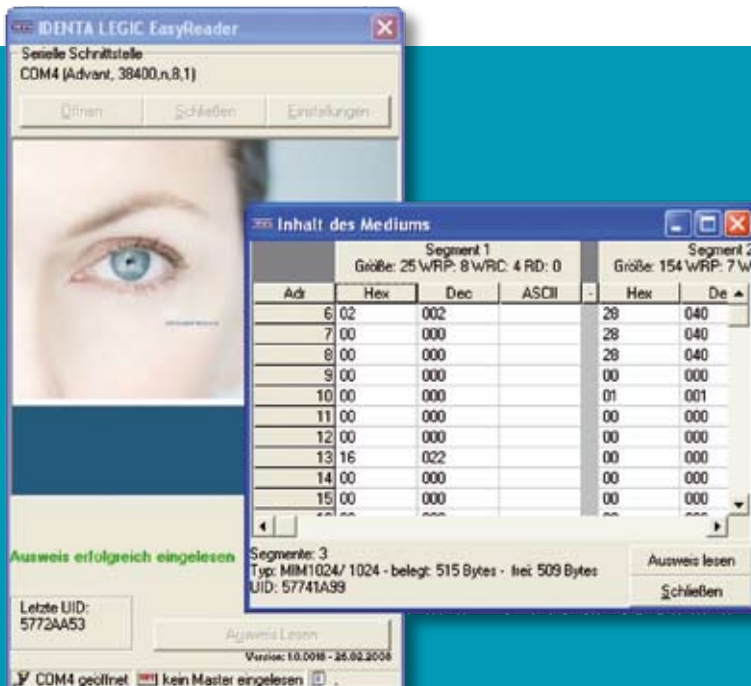 IDENTA LEGIC EasyReader
Serielle Schnittstelle
COM4 (Advant, 38400,n,8,1)
Öffnen Schließen Einstellungen
Inhalt des Mediums
Segment 1 Segment 2
Größe: 25 WRP: 8 WRC: 4 RD: 0 Größe: 154 WRP: 7 W
Adr Hex Dec ASCII - Hex De
6 02 002 28 040
7 00 000 28 040
8 00 000 28 040
9 00 000 00 000
10 00 000 01 001
11 00 000 00 000
12 00 000 00 000
13 16 022 00 000
14 00 000 00 000
15 00 000 00 000
Segmente: 3
Typ: MIM1024/ 1024 - belegt: 515 Bytes - frei: 509 Bytes
UID: 57741A99
Ausweis lesen
Schließen
Ausweis erfolgreich eingelesen
Letzte UID:
5772AA53
Ausweis Lesen
Version: 1.0.0018 - 26.02.2008
COM4 geöffnet kein Master eingelesen .